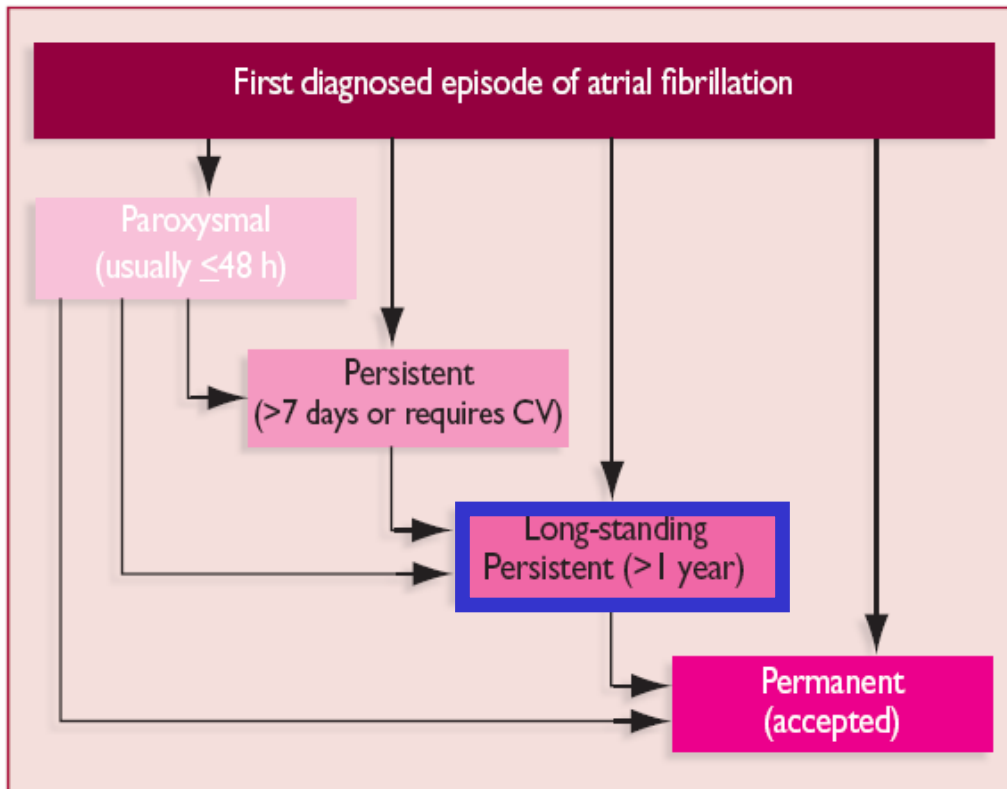 First diagnosed episode of atrial fibrillation
Paroxysmal
(usually ≤48 h)
Persistent
(>7 days or requires CV)
Long-standing
Persistent (>1 year)
Permanent
(accepted)